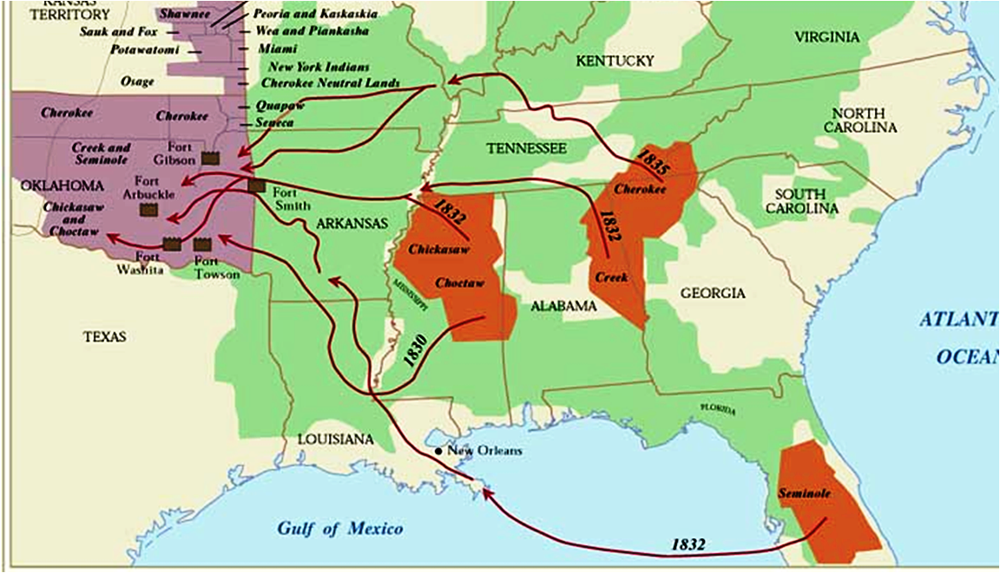 KANSAS
TERRITORY
Shawnee
Sauk and Fox
Potawatomi
Osage
Peoria and Kaskaskia
Wea and Piankasha
Miami
New York Indians
Cherokee Neutral Lands
Quapaw
Seneca
Cherokee
Cherokee
Creek and
Seminole
Fort
Gibson
OKLAHOMA
Fort
Arbuckle
Fort
Smith
Chickasaw
and
Choctaw
Fort
Washita
Fort
Towson
ARKANSAS
TEXAS
LOUISIANA
New Orleans
MISSISSIPPI
KENTUCKY
VIRGINIA
TENNESSEE
NORTH
CAROLINA
SOUTH
CAROLINA
1835
Cherokee
1832
Creek
1832
Chickasaw
Choctaw
1830
ALABAMA
GEORGIA
FLORIDA
Seminole
1832
Gulf of Mexico
ATLANT
OCEAN